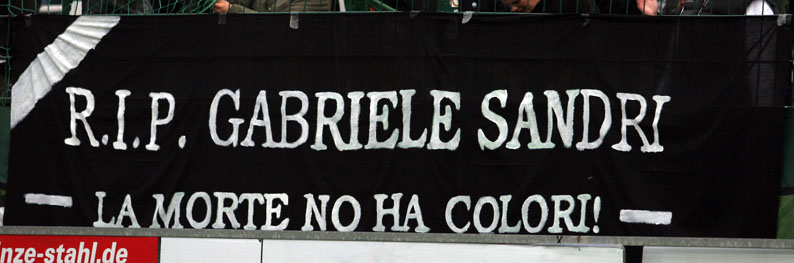 R.I.P. GABRIELE SANDRI
— LA MORTE NO HA COLORI! —
nze-stahl.de